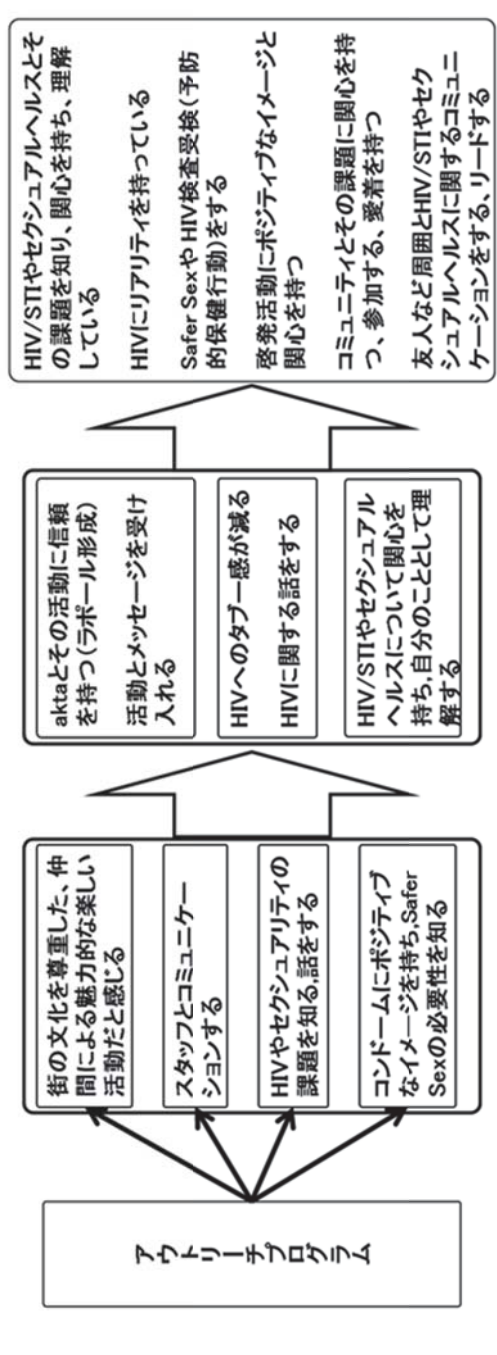 アウトリーチプログラム
街の文化を尊重した、仲
間による魅力的な楽しい
活動だと感じる
スタッフとコミュニケー
ションする
HIVやセクシュアリティの
課題を知る,話をする
コンドームにポジティブ
なイメージを持ち,Safer
Sexの必要性を知る
aktaとその活動に信頼
を持つ(ラポール形成)
活動とメッセージを受け
入れる
HIVへのタブー感が減る
HIVに関する話をする
HIV/STIやセクシュアル
ヘルスについて関心を
持ち,自分のこととして理
解する
HIV/STIやセクシュアルヘルスとそ
の課題を知り、関心を持ち、理解
している
HIVにリアリティを持っている
Safer Sexや HIV検査受検(予防
的保健行動)をする
啓発活動にポジティブなイメージと
関心を持つ
コミュニティとその課題に関心を持
つ、参加する、愛着を持つ
友人など周囲とHIV/STIやセク
シュアルヘルスに関するコミュニ
ケーションをする、リードする